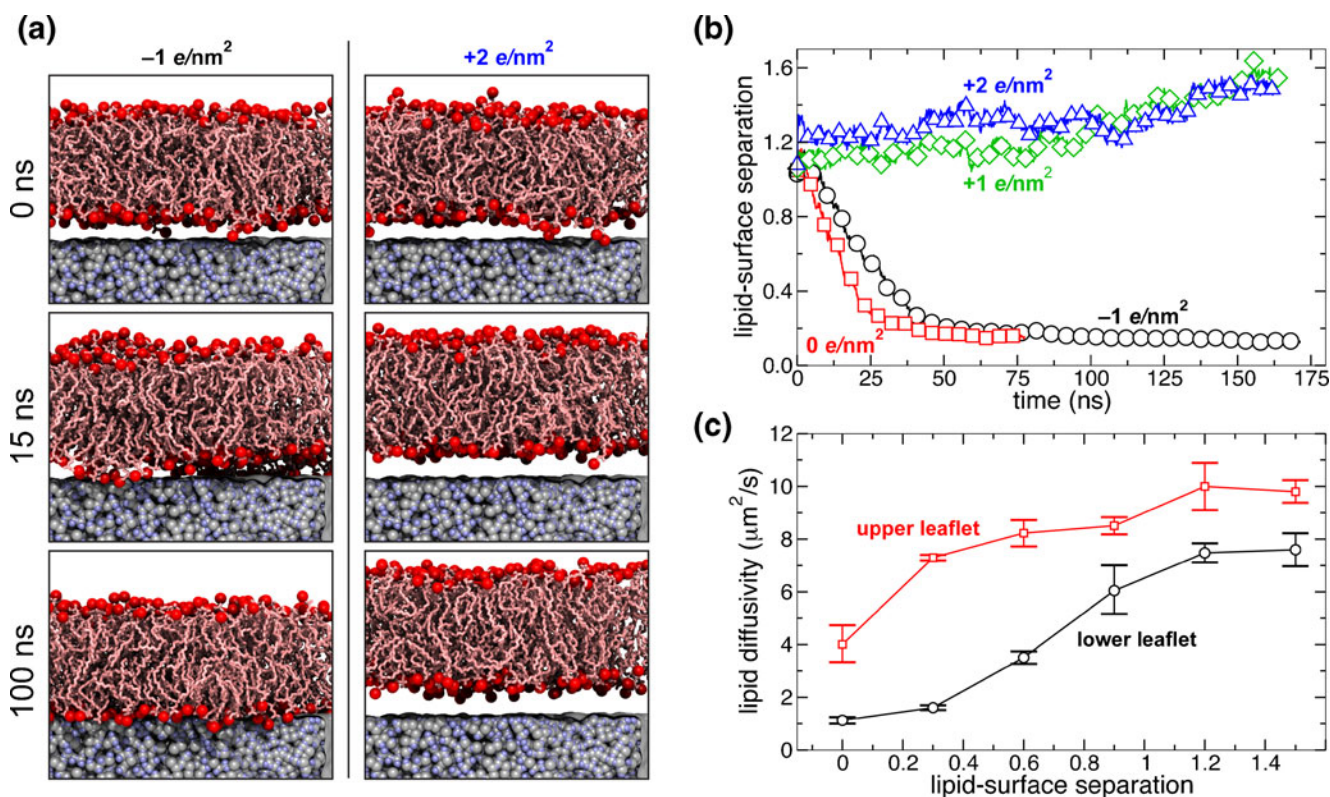 (a)
–1 e/nm²
+2 e/nm²
0 ns
15 ns
100 ns
(b)
lipid-surface separation
1.6
1.2
0.8
0.4
0.0
+2 e/nm²
+1 e/nm²
–1 e/nm²
0 e/nm²
0 25 50 75 100 125 150 175
time (ns)
(c)
lipid diffusivity (μm²/s)
12
10
8
6
4
2
0
upper leaflet
lower leaflet
0 0.2 0.4 0.6 0.8 1 1.2 1.4
lipid-surface separation